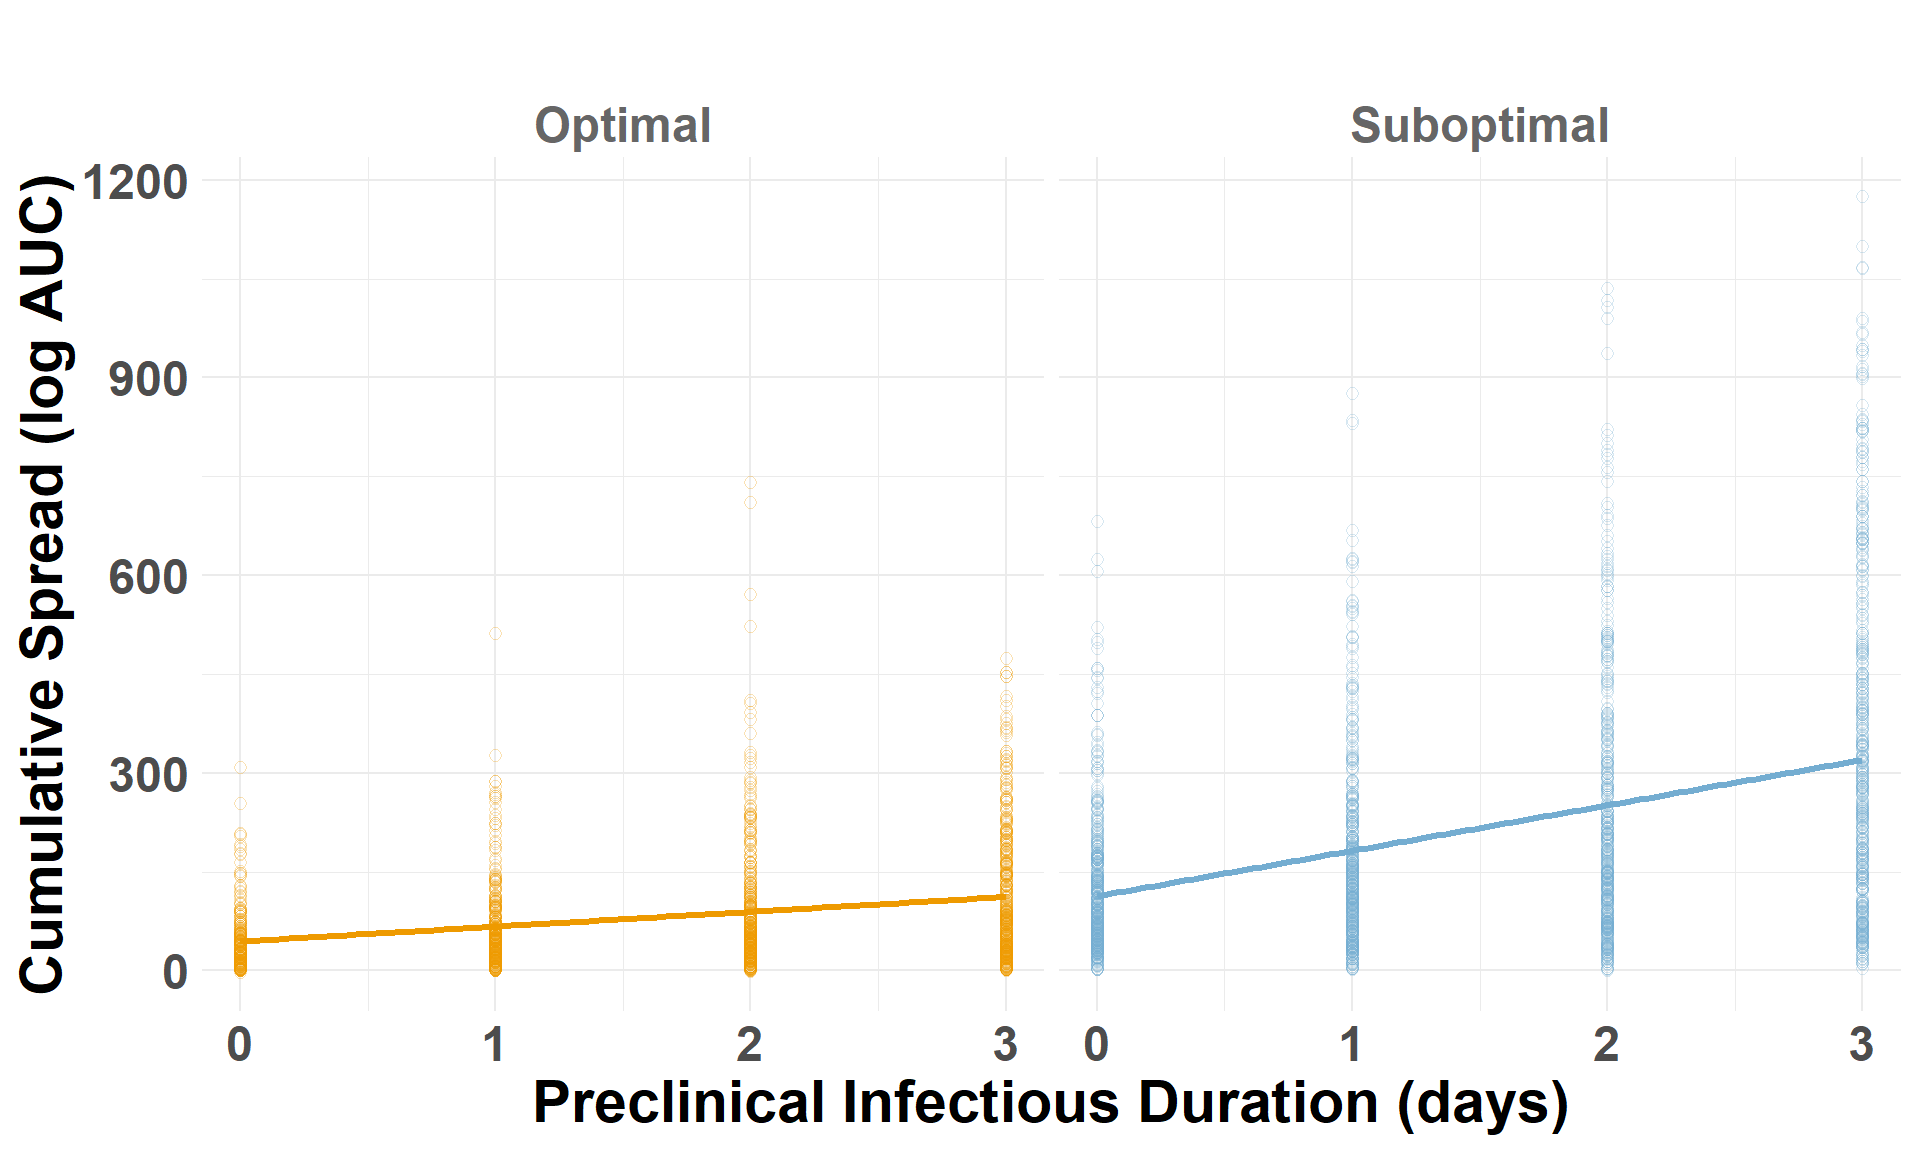 Optimal
Suboptimal
Cumulative Spread (log AUC)
1200
900
600
300
0
0 1 2 3
0 1 2 3
Preclinical Infectious Duration (days)